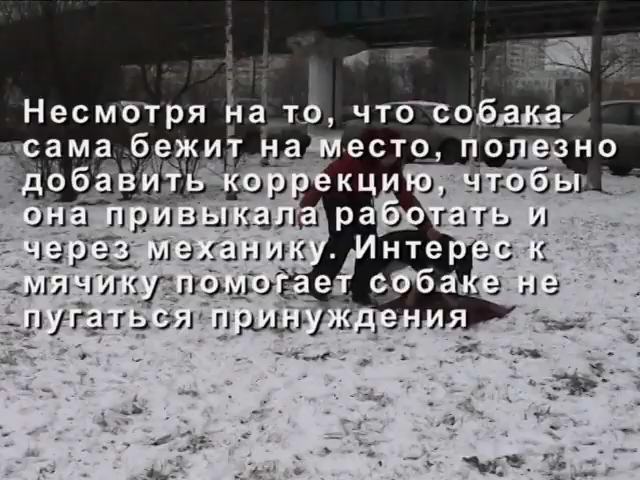 Несмотря на то, что собака
сама бежит на место, полезно
добавить коррекцию, чтобы
она привыкала работать и
через механику. Интерес к
мячику помогает собаке не
пугаться принуждения